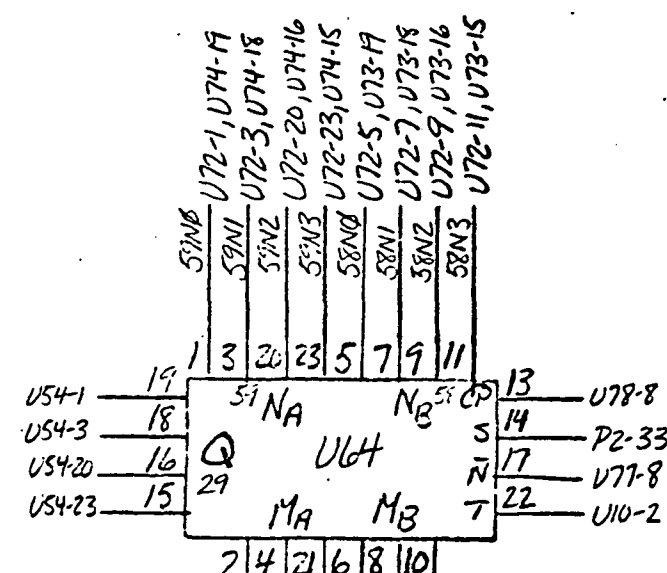 U72-1, U74-19
U72-3, U74-18
U72-20, U74-16
U72-23, U74-15
U72-5, U73-19
U72-7, U73-18
U72-9, U73-16
U72-11, U73-15
59NØ
59N1
59N2
59N3
58NØ
58N1
58N2
58N3
1 3 20 23 5 7 9 11
U54-1 19 59 NA NB 58 CP 13 U78-8
U54-3 18 S 14 P2-33
Q U64
U54-20 16 N̄ 17 U77-8
29
U54-23 15 MA MB T 22 U10-2
2 4 21 6 8 10